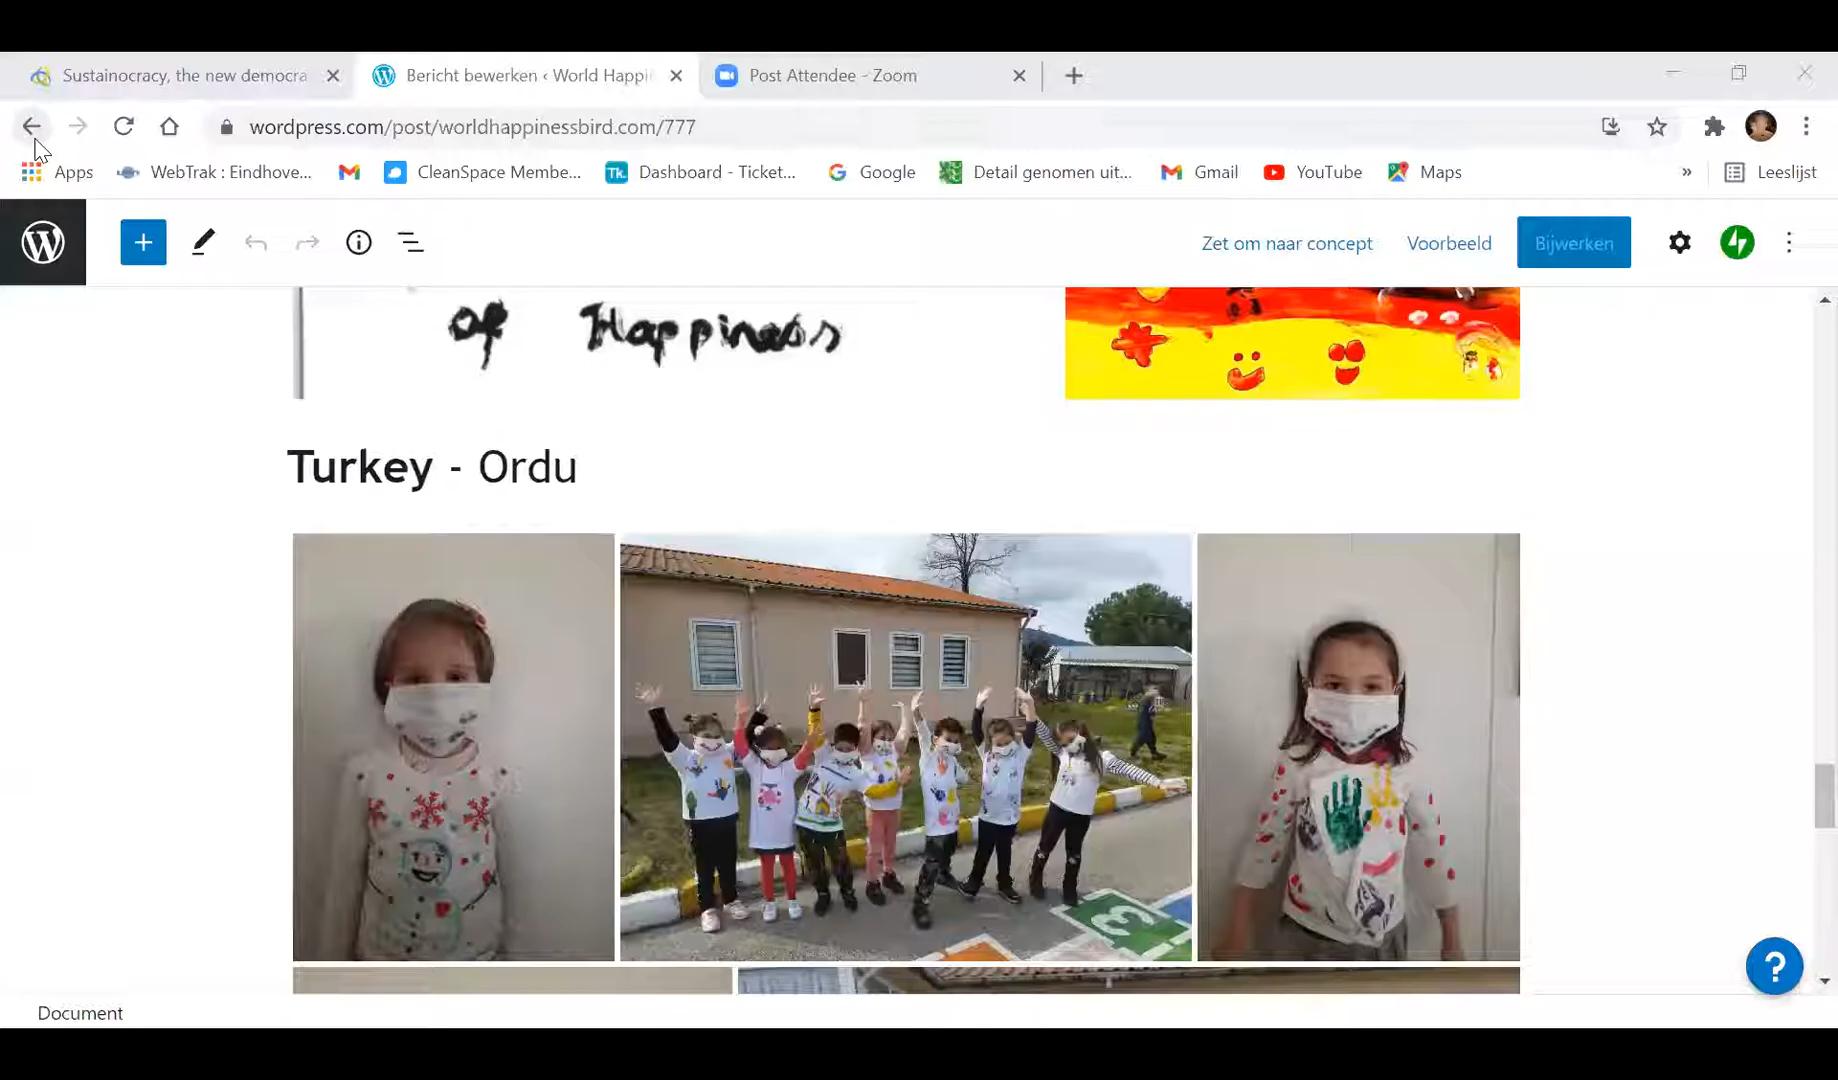 Sustainocracy, the new democra
Bericht bewerken ‹ World Happi
Post Attendee - Zoom
wordpress.com/post/worldhappinessbird.com/777
Apps
WebTrak : Eindhove...
CleanSpace Membe...
Tk
Dashboard - Ticket...
Google
Detail genomen uit...
Gmail
YouTube
Maps
»
Leeslijst
Zet om naar concept
Voorbeeld
Bijwerken
of Happiness
Turkey - Ordu
3
?
Document